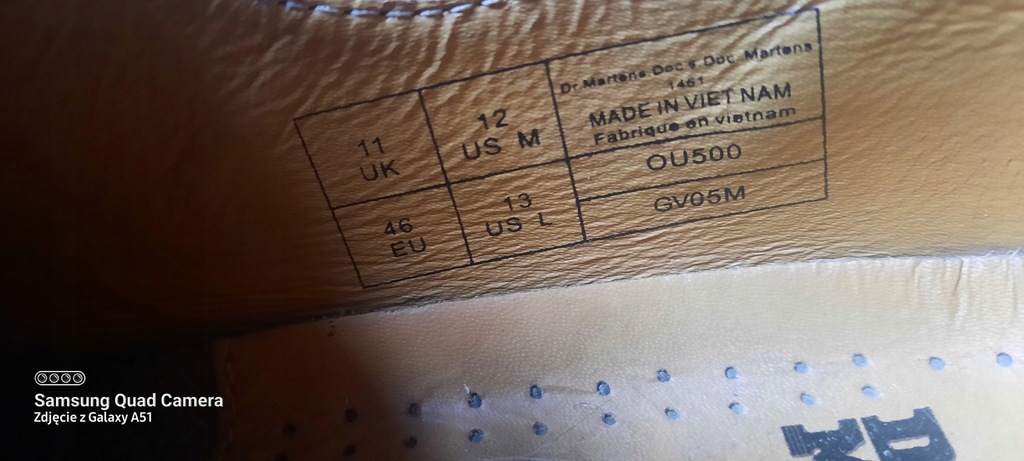 11
UK
12
US M
46
EU
13
US L
Dr.Martens.Doc's.Doc Martens
1461
MADE IN VIET NAM
Fabriqué en vietnam
OU500
GV05M
Samsung Quad Camera
Zdjęcie z Galaxy A51